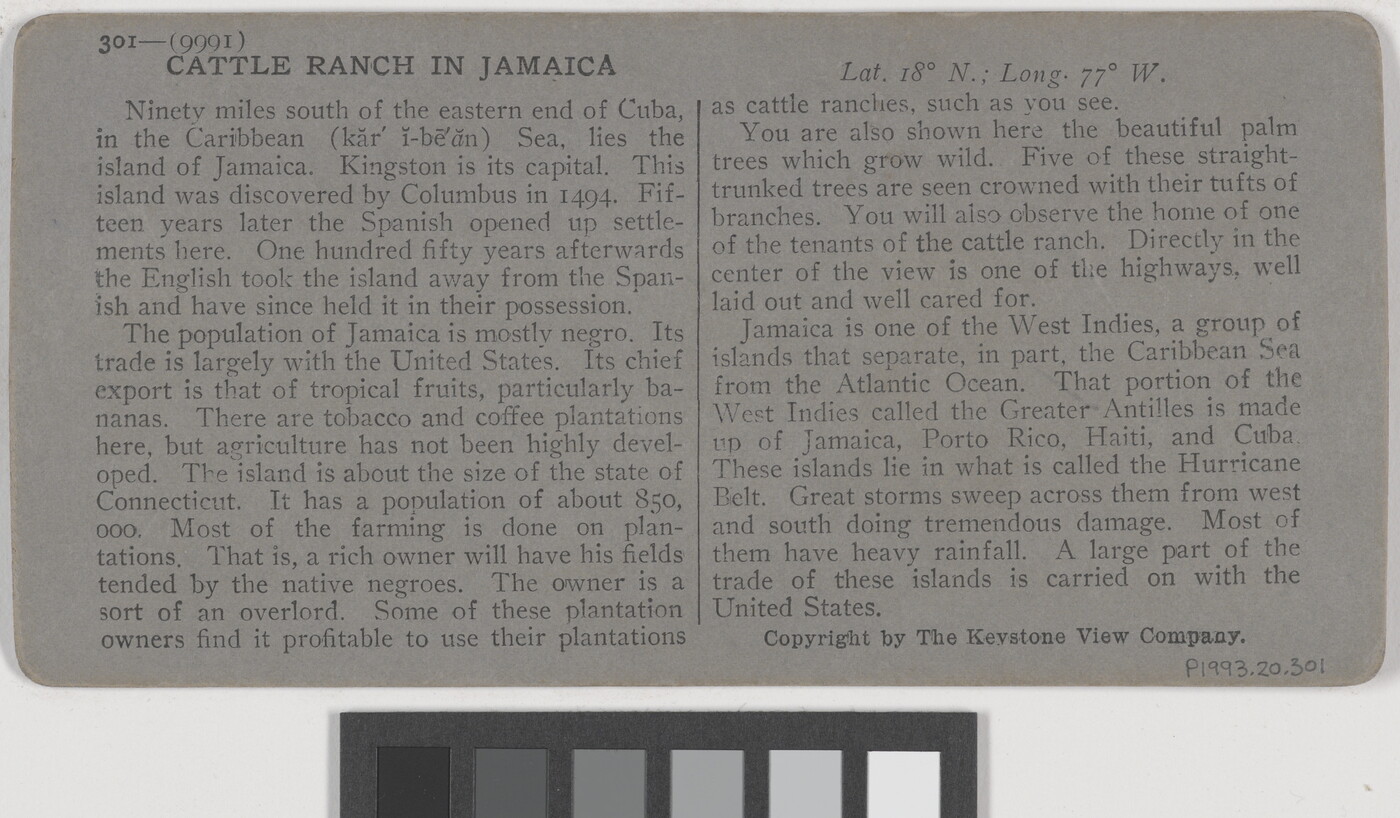 301—(9991)
CATTLE RANCH IN JAMAICA
Lat. 18° N.; Long. 77° W.
Ninety miles south of the eastern end of Cuba,
in the Caribbean (kăr′ ĭ-bē′ăn) Sea, lies the
island of Jamaica. Kingston is its capital. This
island was discovered by Columbus in 1494. Fif-
teen years later the Spanish opened up settle-
ments here. One hundred fifty years afterwards
the English took the island away from the Span-
ish and have since held it in their possession.
The population of Jamaica is mostly negro. Its
trade is largely with the United States. Its chief
export is that of tropical fruits, particularly ba-
nanas. There are tobacco and coffee plantations
here, but agriculture has not been highly devel-
oped. The island is about the size of the state of
Connecticut. It has a population of about 850,
000. Most of the farming is done on plan-
tations. That is, a rich owner will have his fields
tended by the native negroes. The owner is a
sort of an overlord. Some of these plantation
owners find it profitable to use their plantations
as cattle ranches, such as you see.
You are also shown here the beautiful palm
trees which grow wild. Five of these straight-
trunked trees are seen crowned with their tufts of
branches. You will also observe the home of one
of the tenants of the cattle ranch. Directly in the
center of the view is one of the highways, well
laid out and well cared for.
Jamaica is one of the West Indies, a group of
islands that separate, in part, the Caribbean Sea
from the Atlantic Ocean. That portion of the
West Indies called the Greater Antilles is made
up of Jamaica, Porto Rico, Haiti, and Cuba.
These islands lie in what is called the Hurricane
Belt. Great storms sweep across them from west
and south doing tremendous damage. Most of
them have heavy rainfall. A large part of the
trade of these islands is carried on with the
United States.
Copyright by The Keystone View Company.
P1993.20.301